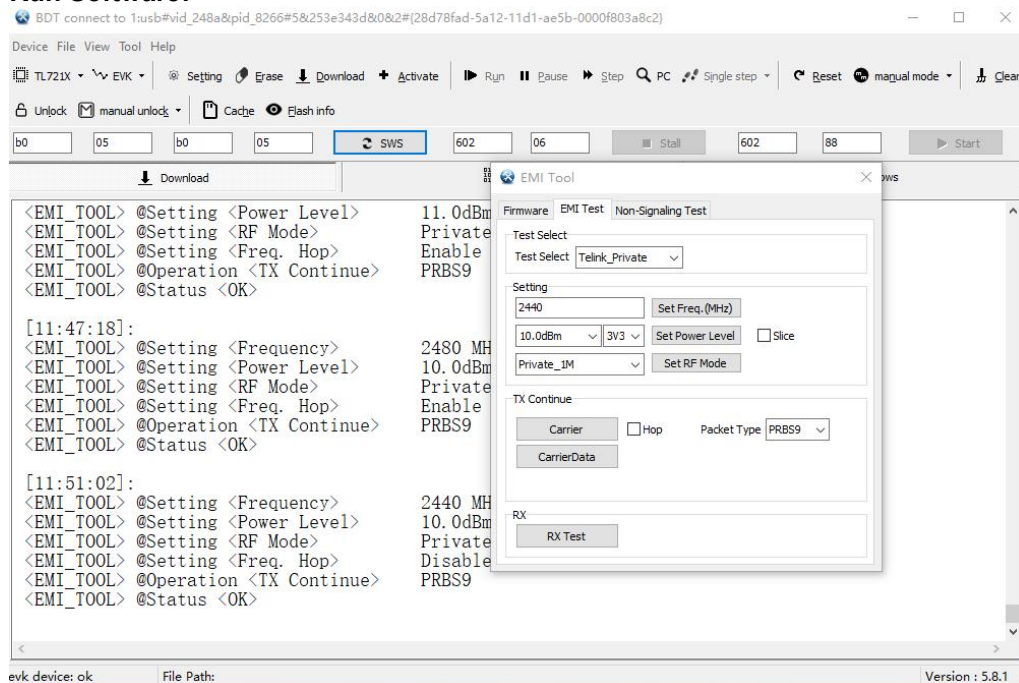 BDT connect to 1:usb#vid_248a&pid_8266#5&253e343d&0&2#{28d78fad-5a12-11d1-ae5b-0000f803a8c2}
Device File View Tool Help
TL721X EVK Setting Erase Download Activate Run Pause Step PC Single step Reset manual mode Clear
Unlock manual unlock Cache Flash info
b0 05 b0 05 SWS 602 06 Stall 602 88 Start
Download
<EMI_TOOL> @Setting <Power Level> 11.0dBm
<EMI_TOOL> @Setting <RF Mode> Private
<EMI_TOOL> @Setting <Freq. Hop> Enable
<EMI_TOOL> @Operation <TX Continue> PRBS9
<EMI_TOOL> @Status <OK>
[11:47:18]:
<EMI_TOOL> @Setting <Frequency> 2480 MH
<EMI_TOOL> @Setting <Power Level> 10.0dBm
<EMI_TOOL> @Setting <RF Mode> Private
<EMI_TOOL> @Setting <Freq. Hop> Enable
<EMI_TOOL> @Operation <TX Continue> PRBS9
<EMI_TOOL> @Status <OK>
[11:51:02]:
<EMI_TOOL> @Setting <Frequency> 2440 MH
<EMI_TOOL> @Setting <Power Level> 10.0dBm
<EMI_TOOL> @Setting <RF Mode> Private
<EMI_TOOL> @Setting <Freq. Hop> Disable
<EMI_TOOL> @Operation <TX Continue> PRBS9
<EMI_TOOL> @Status <OK>
EMI Tool
Firmware EMI Test Non-Signaling Test
Test Select
Test Select Telink_Private
Setting
2440 Set Freq.(MHz)
10.0dBm 3V3 Set Power Level Slice
Private_1M Set RF Mode
TX Continue
Carrier Hop Packet Type PRBS9
CarrierData
RX
RX Test
evk device: ok File Path: Version : 5.8.1